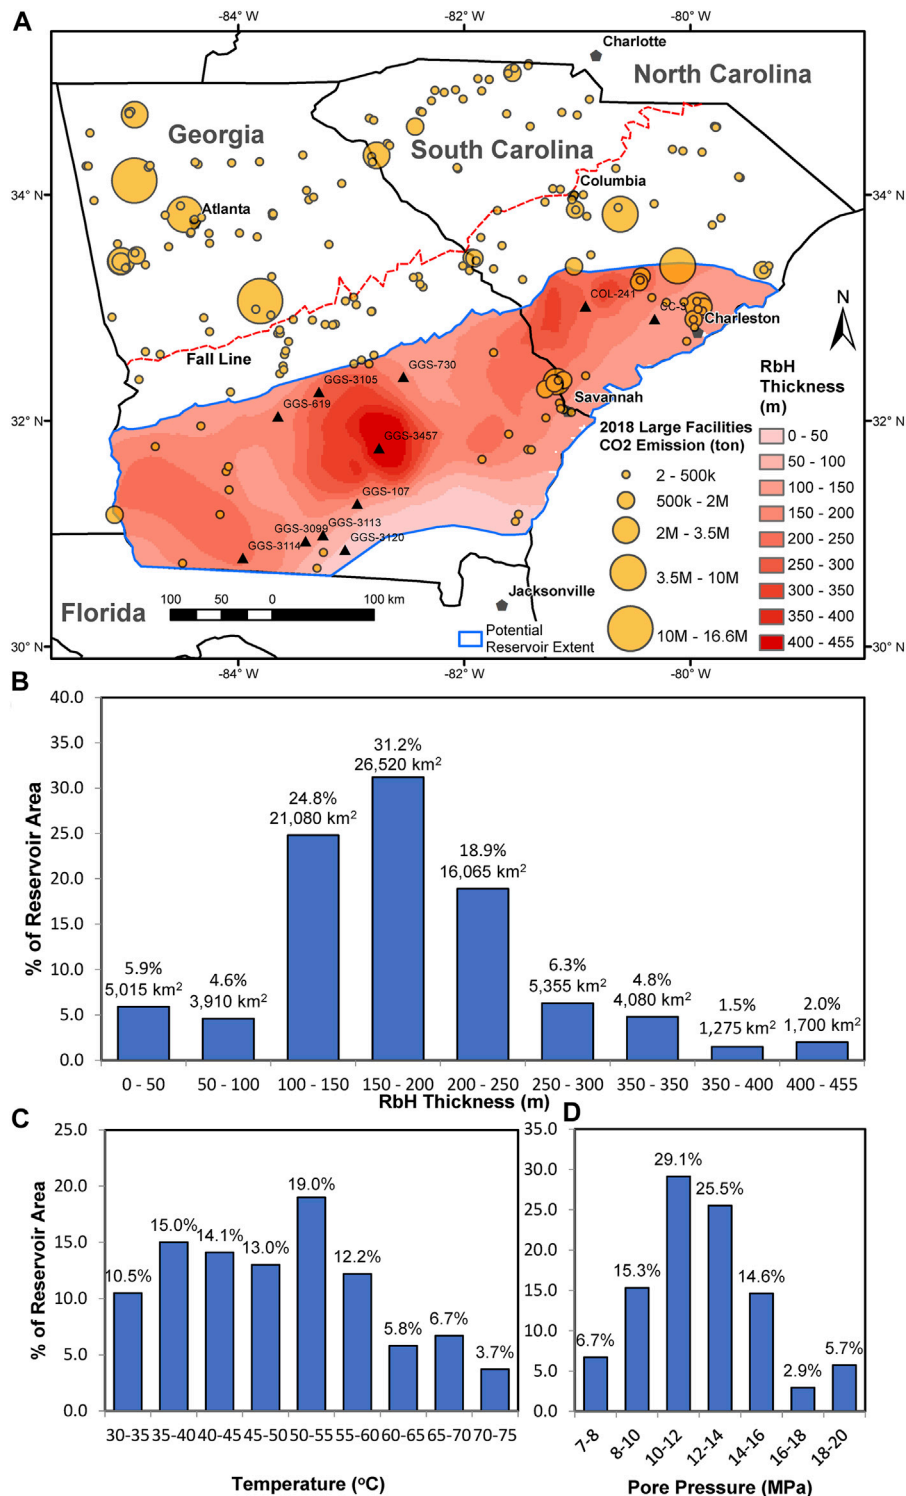 A
-84°
-82°
-80°
Charlotte
North Carolina
Georgia
South Carolina
34° N
34° N
Columbia
Atlanta
N
COL-241
CC-3
Charleston
Fall Line
GGS-730
GGS-3105
GGS-619
Savannah
32° N
32° N
GGS-3457
GGS-107
GGS-3113
GGS-3099
GGS-3120
GGS-3114
Jacksonville
Florida
100 50 0 100 km
Potential
Reservoir Extent
2018 Large Facilities
CO2 Emission (ton)
2 - 500k
500k - 2M
2M - 3.5M
3.5M - 10M
10M - 16.6M
RbH
Thickness
(m)
0 - 50
50 - 100
100 - 150
150 - 200
200 - 250
250 - 300
300 - 350
350 - 400
400 - 455
30° N
30° N
-84°
-82°
-80°
B
% of Reservoir Area
40.0
35.0
30.0
25.0
20.0
15.0
10.0
5.0
0.0
5.9%
5,015 km²
4.6%
3,910 km²
24.8%
21,080 km²
31.2%
26,520 km²
18.9%
16,065 km²
6.3%
5,355 km²
4.8%
4,080 km²
1.5%
1,275 km²
2.0%
1,700 km²
0 - 50 50 - 100 100 - 150 150 - 200 200 - 250 250 - 300 350 - 350 350 - 400 400 - 455
RbH Thickness (m)
C
% of Reservoir Area
25.0
20.0
15.0
10.0
5.0
0.0
10.5%
15.0%
14.1%
13.0%
19.0%
12.2%
5.8%
6.7%
3.7%
30-35 35-40 40-45 45-50 50-55 55-60 60-65 65-70 70-75
Temperature (ºC)
D
35.0
30.0
25.0
20.0
15.0
10.0
5.0
0.0
6.7%
15.3%
29.1%
25.5%
14.6%
2.9%
5.7%
7-8 8-10 10-12 12-14 14-16 16-18 18-20
Pore Pressure (MPa)